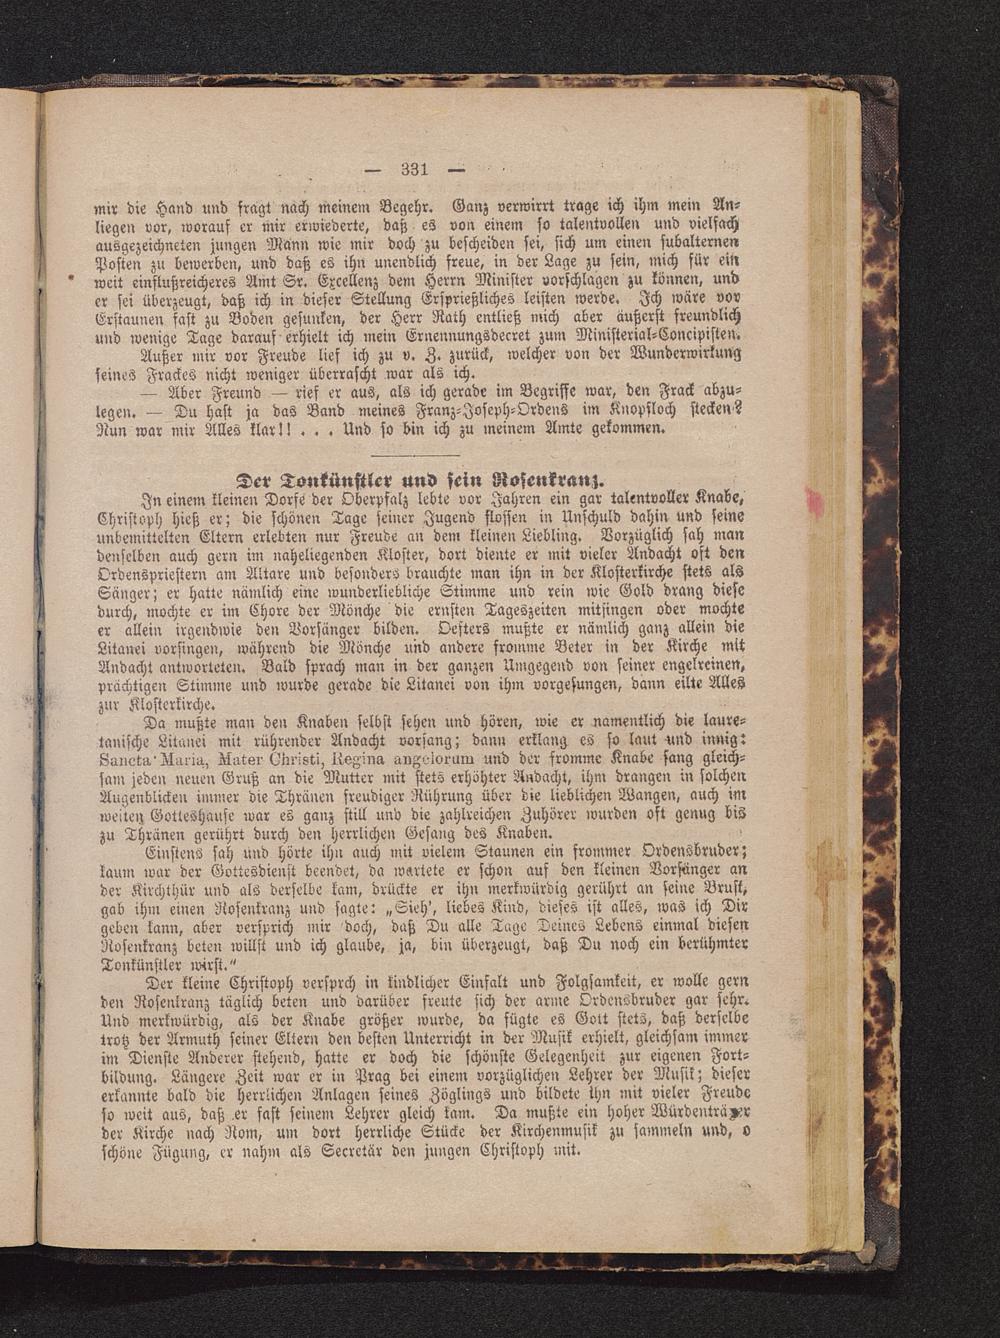 — 331 —
mir die Hand und fragt nach meinem Begehr. Ganz verwirrt trage ich ihm mein An-
liegen vor, worauf er mir erwiederte, daß es von einem so talentvollen und vielfach
ausgezeichneten jungen Mann wie mir doch zu bescheiden sei, sich um einen subalternen
Posten zu bewerben, und daß es ihn unendlich freue, in der Lage zu sein, mich für ein
weit einflußreicheres Amt Sr. Excellenz dem Herrn Minister vorschlagen zu können, und
er sei überzeugt, daß ich in dieser Stellung Ersprießliches leisten werde. Ich wäre vor
Erstaunen fast zu Boden gesunken, der Herr Rath entließ mich aber äußerst freundlich
und wenige Tage darauf erhielt ich mein Ernennungsdecret zum Ministerial-Concipisten.
Außer mir vor Freude lief ich zu v. Z. zurück, welcher von der Wunderwirkung
seines Frackes nicht weniger überrascht war als ich.
— Aber Freund — rief er aus, als ich gerade im Begriffe war, den Frack abzu-
legen. — Du hast ja das Band meines Franz-Joseph-Ordens im Knopfloch stecken?
Nun war mir Alles klar!! . . . Und so bin ich zu meinem Amte gekommen.
Der Tonkünstler und sein Rosenkranz.
In einem kleinen Dorfe der Oberpfalz lebte vor Jahren ein gar talentvoller Knabe,
Christoph hieß er; die schönen Tage seiner Jugend flossen in Unschuld dahin und seine
unbemittelten Eltern erlebten nur Freude an dem kleinen Liebling. Vorzüglich sah man
denselben auch gern im naheliegenden Kloster, dort diente er mit vieler Andacht oft den
Ordenspriestern am Altare und besonders brauchte man ihn in der Klosterkirche stets als
Sänger; er hatte nämlich eine wunderliebliche Stimme und rein wie Gold drang diese
durch, mochte er im Chore der Mönche die ernsten Tageszeiten mitsingen oder mochte
er allein irgendwie den Vorsänger bilden. Oefters mußte er nämlich ganz allein die
Litanei vorsingen, während die Mönche und andere fromme Beter in der Kirche mit
Andacht antworteten. Bald sprach man in der ganzen Umgegend von seiner engelreinen,
prächtigen Stimme und wurde gerade die Litanei von ihm vorgesungen, dann eilte Alles
zur Klosterkirche.
Da mußte man den Knaben selbst sehen und hören, wie er namentlich die laure-
tanische Litanei mit rührender Andacht vorsang; dann erklang es so laut und innig:
Sancta Maria, Mater Christi, Regina angelorum und der fromme Knabe sang gleich-
sam jeden neuen Gruß an die Mutter mit stets erhöhter Andacht, ihm drangen in solchen
Augenblicken immer die Thränen freudiger Rührung über die lieblichen Wangen, auch im
weiten Gotteshause war es ganz still und die zahlreichen Zuhörer wurden oft genug bis
zu Thränen gerührt durch den herrlichen Gesang des Knaben.
Einstens sah und hörte ihn auch mit vielem Staunen ein frommer Ordensbruder;
kaum war der Gottesdienst beendet, da wartete er schon auf den kleinen Vorsänger an
der Kirchthür und als derselbe kam, drückte er ihn merkwürdig gerührt an seine Brust,
gab ihm einen Rosenkranz und sagte: „Sieh', liebes Kind, dieses ist alles, was ich Dir
geben kann, aber versprich mir doch, daß Du alle Tage Deines Lebens einmal diesen
Rosenkranz beten willst und ich glaube, ja, bin überzeugt, daß Du noch ein berühmter
Tonkünstler wirst.“
Der kleine Christoph versprch in kindlicher Einfalt und Folgsamkeit, er wolle gern
den Rosenkranz täglich beten und darüber freute sich der arme Ordensbruder gar sehr.
Und merkwürdig, als der Knabe größer wurde, da fügte es Gott stets, daß derselbe
trotz der Armuth seiner Eltern den besten Unterricht in der Musik erhielt, gleichsam immer
im Dienste Anderer stehend, hatte er doch die schönste Gelegenheit zur eigenen Fort-
bildung. Längere Zeit war er in Prag bei einem vorzüglichen Lehrer der Musik; dieser
erkannte bald die herrlichen Anlagen seines Zöglings und bildete ihn mit vieler Freude
so weit aus, daß er fast seinem Lehrer gleich kam. Da mußte ein hoher Würdenträger
der Kirche nach Rom, um dort herrliche Stücke der Kirchenmusik zu sammeln und, o
schöne Fügung, er nahm als Secretär den jungen Christoph mit.